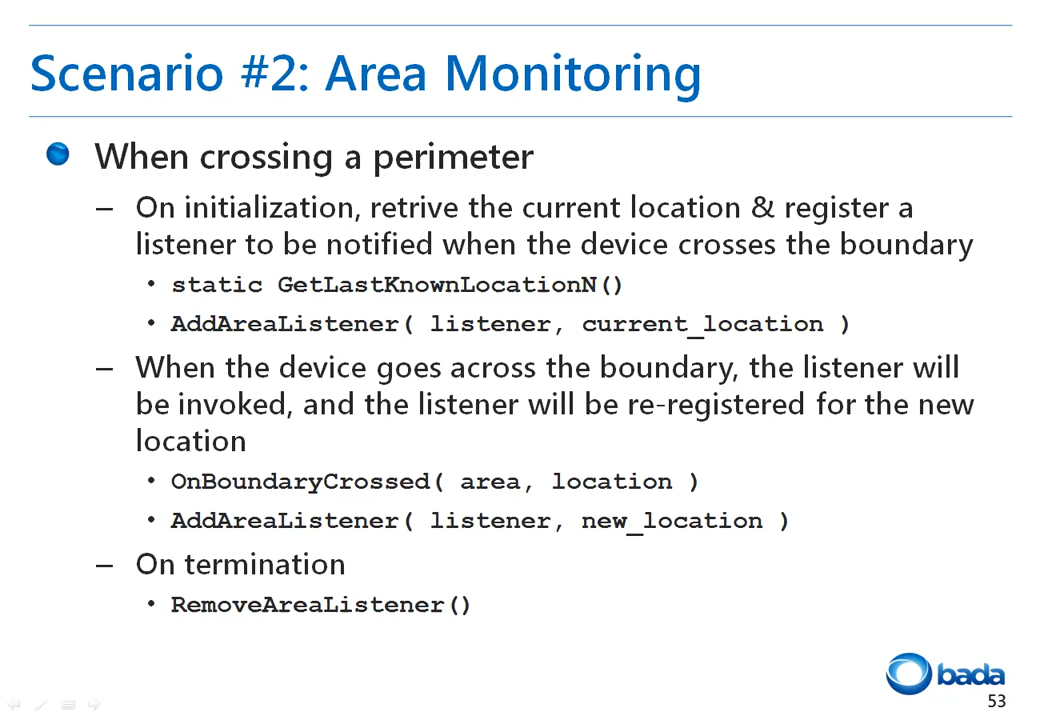 Scenario #2: Area Monitoring
When crossing a perimeter
– On initialization, retrive the current location & register a
listener to be notified when the device crosses the boundary
• static GetLastKnownLocationN()
• AddAreaListener( listener, current_location )
– When the device goes across the boundary, the listener will
be invoked, and the listener will be re-registered for the new
location
• OnBoundaryCrossed( area, location )
• AddAreaListener( listener, new_location )
– On termination
• RemoveAreaListener()
bada
53